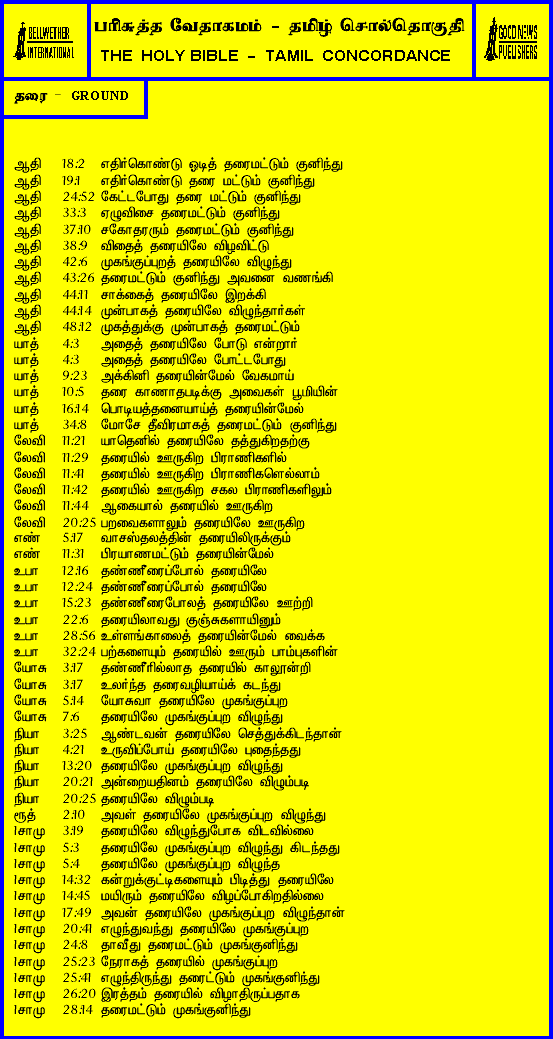 BELLWETHER
INTERNATIONAL
பரிசுத்த வேதாகமம் - தமிழ் சொல்தொகுதி
THE HOLY BIBLE - TAMIL CONCORDANCE
GOOD NEWS
PUBLISHERS
தரை - GROUND
ஆதி 18:2 எதிர்கொண்டு ஓடித் தரைமட்டும் குனிந்து
ஆதி 19:1 எதிர்கொண்டு தரை மட்டும் குனிந்து
ஆதி 24:52 கேட்டபோது தரை மட்டும் குனிந்து
ஆதி 33:3 ஏழுவிசை தரைமட்டும் குனிந்து
ஆதி 37:10 சகோதரரும் தரைமட்டும் குனிந்து
ஆதி 38:9 விதைத் தரையிலே விழவிட்டு
ஆதி 42:6 முகங்குப்புறத் தரையிலே விழுந்து
ஆதி 43:26 தரைமட்டும் குனிந்து அவனை வணங்கி
ஆதி 44:11 சாக்கைத் தரையிலே இறக்கி
ஆதி 44:14 முன்பாகத் தரையிலே விழுந்தார்கள்
ஆதி 48:12 முகத்துக்கு முன்பாகத் தரைமட்டும்
யாத் 4:3 அதைத் தரையிலே போடு என்றார்
யாத் 4:3 அதைத் தரையிலே போட்டபோது
யாத் 9:23 அக்கினி தரையின்மேல் வேகமாய்
யாத் 10:5 தரை காணாதபடிக்கு அவைகள் பூமியின்
யாத் 16:14 பொடியத்தனையாய்த் தரையின்மேல்
யாத் 34:8 மோசே தீவிரமாகத் தரைமட்டும் குனிந்து
லேவி 11:21 யாதெனில் தரையிலே தத்துகிறதற்கு
லேவி 11:29 தரையில் ஊருகிற பிராணிகளில்
லேவி 11:41 தரையில் ஊருகிற பிராணிகளெல்லாம்
லேவி 11:42 தரையில் ஊருகிற சகல பிராணிகளிலும்
லேவி 11:44 ஆகையால் தரையில் ஊருகிற
லேவி 20:25 பறவைகளாலும் தரையிலே ஊருகிற
எண் 5:17 வாசஸ்தலத்தின் தரையிலிருக்கும்
எண் 11:31 பிரயாணமட்டும் தரையின்மேல்
உபா 12:16 தண்ணீரைப்போல் தரையிலே
உபா 12:24 தண்ணீரைப்போல் தரையிலே
உபா 15:23 தண்ணீரைபோலத் தரையிலே ஊற்றி
உபா 22:6 தரையிலாவது குஞ்சுகளாயினும்
உபா 28:56 உள்ளங்காலைத் தரையின்மேல் வைக்க
உபா 32:24 பற்களையும் தரையில் ஊரும் பாம்புகளின்
யோசு 3:17 தண்ணீரில்லாத தரையில் காலூன்றி
யோசு 3:17 உலர்ந்த தரைவழியாய்க் கடந்து
யோசு 5:14 யோசுவா தரையிலே முகங்குப்புற
யோசு 7:6 தரையிலே முகங்குப்புற விழுந்து
நியா 3:25 ஆண்டவன் தரையிலே செத்துக்கிடந்தான்
நியா 4:21 உருவிப்போய் தரையிலே புதைந்தது
நியா 13:20 தரையிலே முகங்குப்புற விழுந்து
நியா 20:21 அன்றையதினம் தரையிலே விழும்படி
நியா 20:25 தரையிலே விழும்படி
ரூத் 2:10 அவள் தரையிலே முகங்குப்புற விழுந்து
1சாமு 3:19 தரையிலே விழுந்துபோக விடவில்லை
1சாமு 5:3 தரையிலே முகங்குப்புற விழுந்து கிடந்தது
1சாமு 5:4 தரையிலே முகங்குப்புற விழுந்த
1சாமு 14:32 கன்றுக்குட்டிகளையும் பிடித்து தரையிலே
1சாமு 14:45 மயிரும் தரையிலே விழப்போகிறதில்லை
1சாமு 17:49 அவன் தரையிலே முகங்குப்புற விழுந்தான்
1சாமு 20:41 எழுந்துவந்து தரையிலே முகங்குப்புற
1சாமு 24:8 தாவீது தரைமட்டும் முகங்குனிந்து
1சாமு 25:23 நேராகத் தரையில் முகங்குப்புற
1சாமு 25:41 எழுந்திருந்து தரைட்டும் முகங்குனிந்து
1சாமு 26:20 இரத்தம் தரையில் விழாதிருப்பதாக
1சாமு 28:14 தரைமட்டும் முகங்குனிந்து